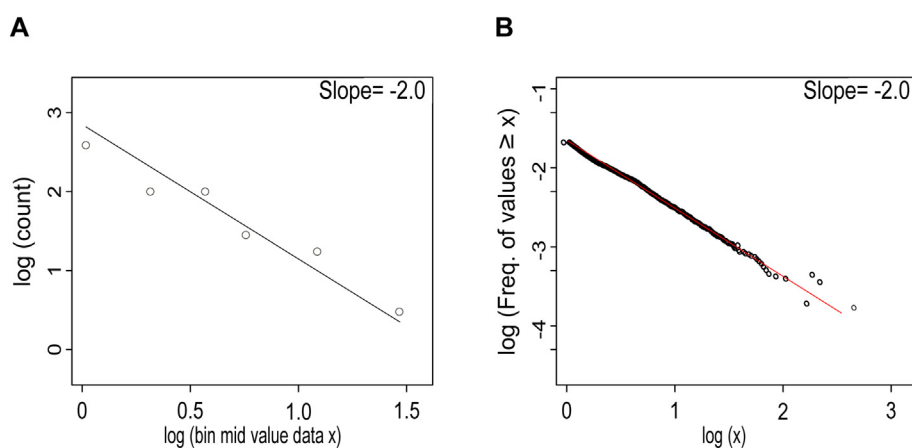 A
Slope= -2.0
log (count)
3
2
1
0
0
0.5
1.0
1.5
log (bin mid value data x)
B
Slope= -2.0
log (Freq. of values ≥ x)
-1
-2
-3
-4
0
1
2
3
log (x)